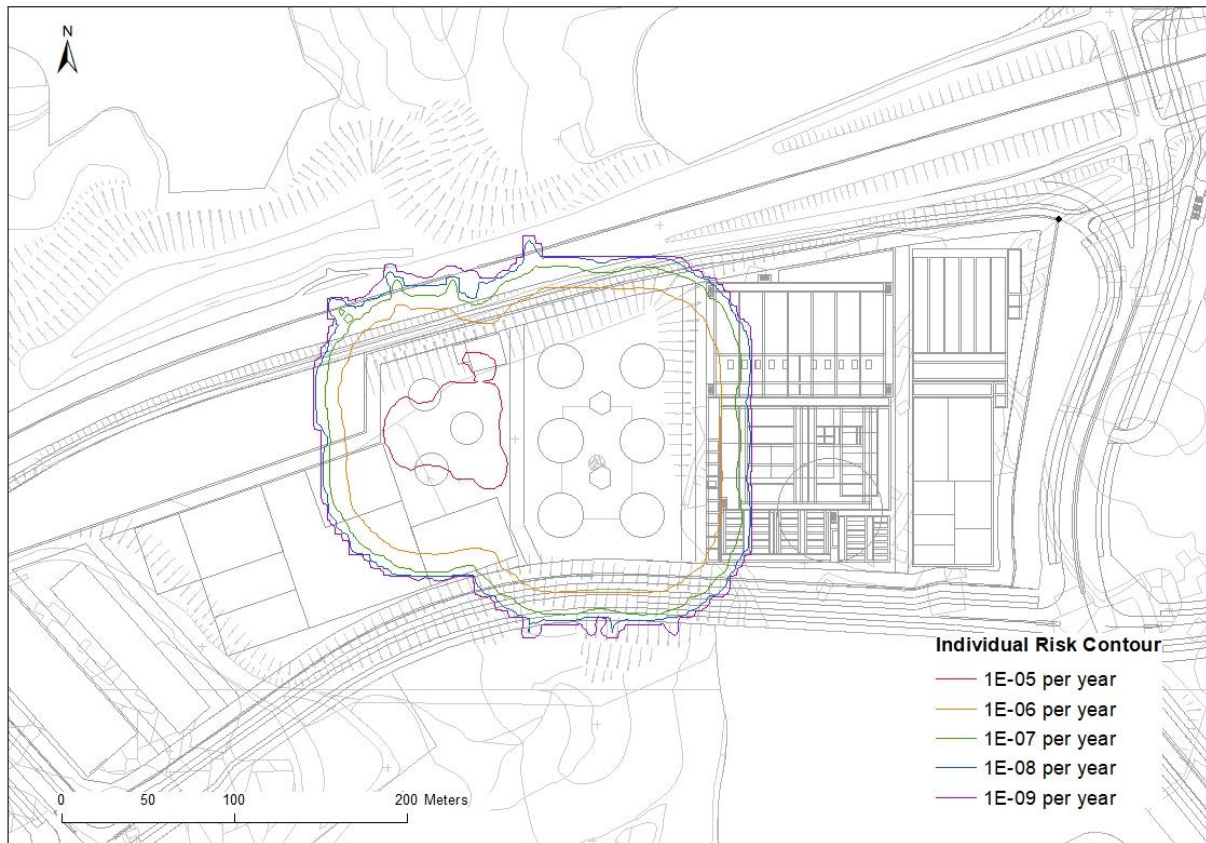 N
Individual Risk Contour
1E-05 per year
1E-06 per year
1E-07 per year
1E-08 per year
1E-09 per year
0 50 100 200 Meters